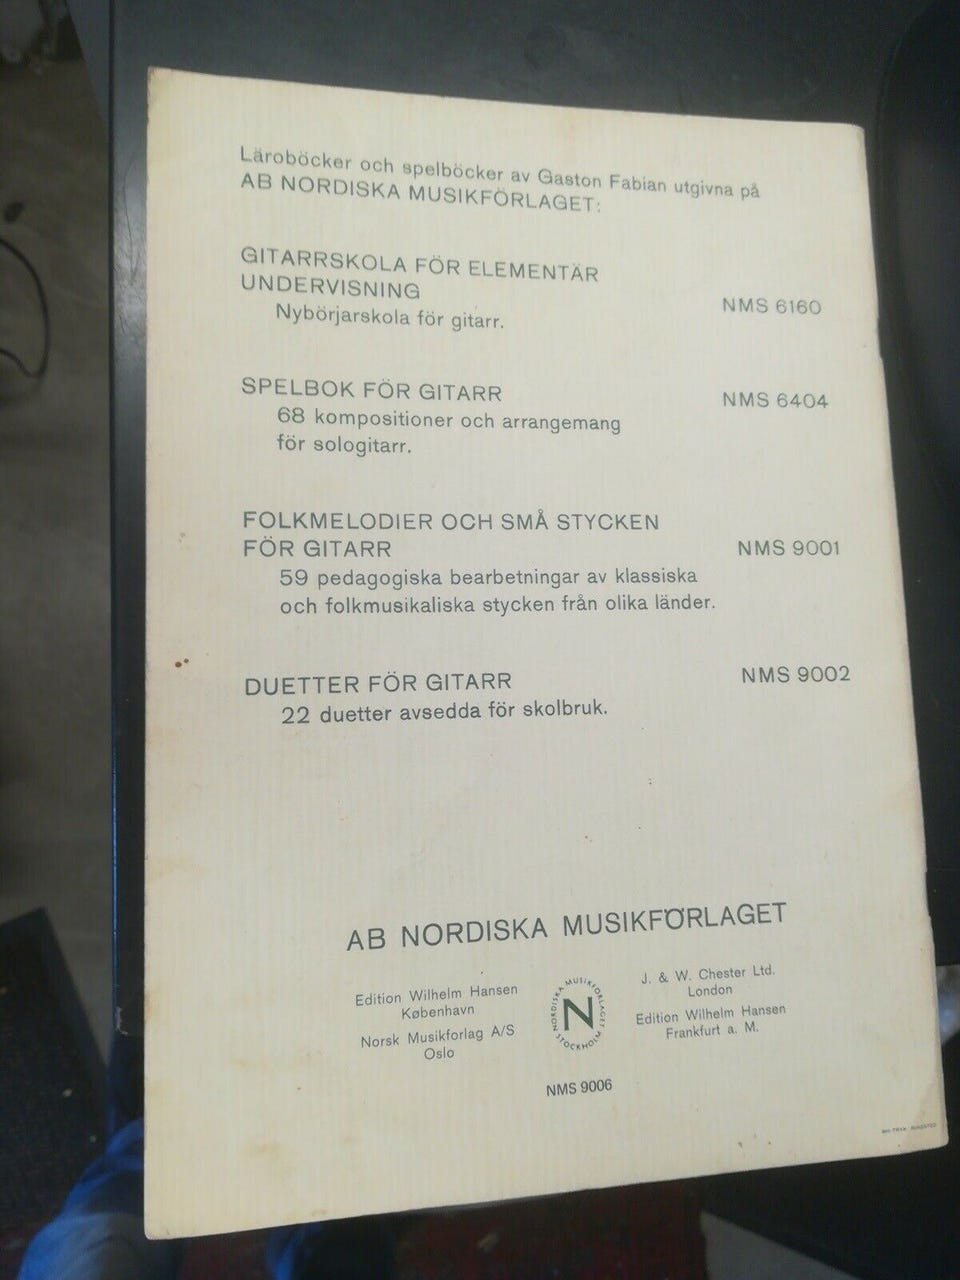 Läroböcker och spelböcker av Gaston Fabian utgivna på
AB NORDISKA MUSIKFÖRLAGET:
GITARRSKOLA FÖR ELEMENTÄR
UNDERVISNING NMS 6160
Nybörjarskola för gitarr.
SPELBOK FÖR GITARR NMS 6404
68 kompositioner och arrangemang
för sologitarr.
FOLKMELODIER OCH SMÅ STYCKEN
FÖR GITARR NMS 9001
59 pedagogiska bearbetningar av klassiska
och folkmusikaliska stycken från olika länder.
DUETTER FÖR GITARR NMS 9002
22 duetter avsedda för skolbruk.
AB NORDISKA MUSIKFÖRLAGET
Edition Wilhelm Hansen
København
Norsk Musikforlag A/S
Oslo
NORDISKA MUSIKFÖRLAGET
N
STOCKHOLM
J. & W. Chester Ltd.
London
Edition Wilhelm Hansen
Frankfurt a. M.
NMS 9006